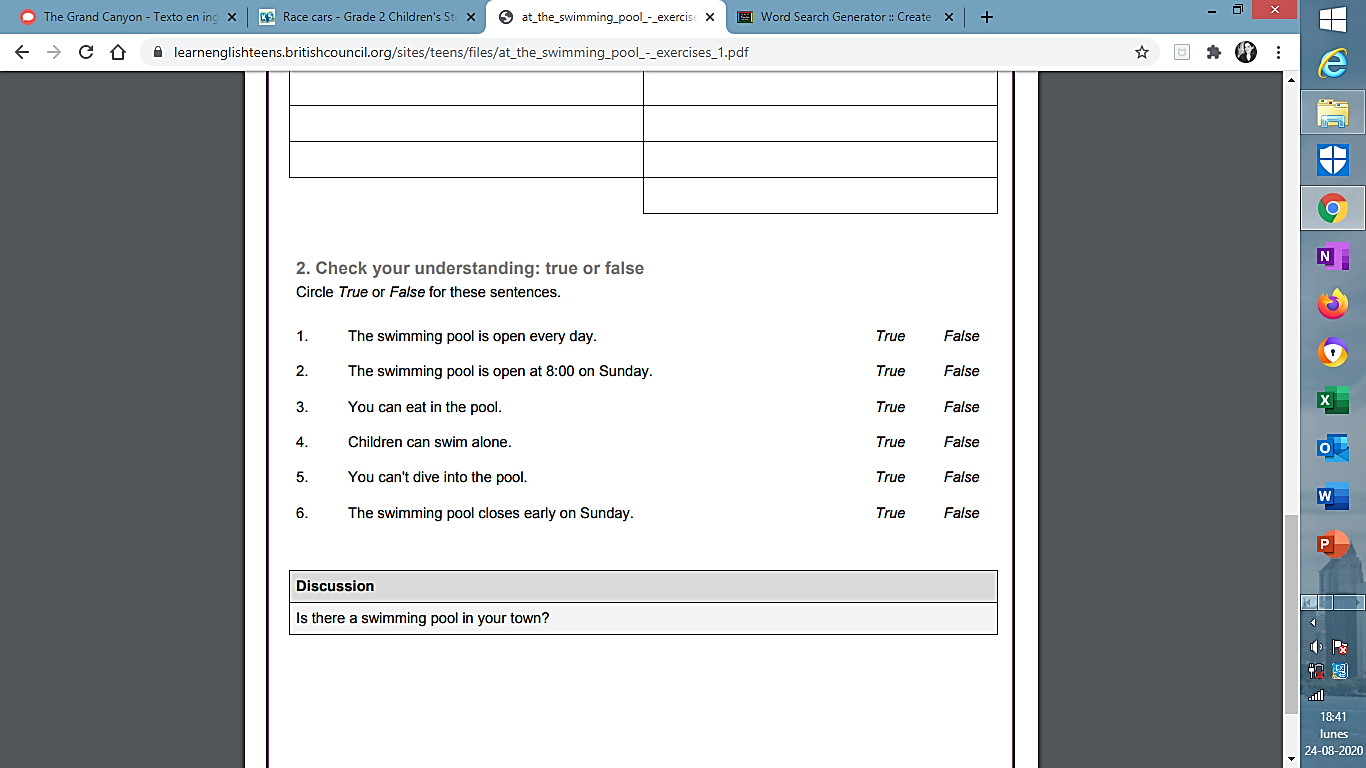 The Grand Canyon - Texto en ing
Race cars - Grade 2 Children's Sto
at_the_swimming_pool_-_exercise
Word Search Generator :: Create
learnenglishteens.britishcouncil.org/sites/teens/files/at_the_swimming_pool_-_exercises_1.pdf
2. Check your understanding: true or false
Circle True or False for these sentences.
1. The swimming pool is open every day. True False
2. The swimming pool is open at 8:00 on Sunday. True False
3. You can eat in the pool. True False
4. Children can swim alone. True False
5. You can't dive into the pool. True False
6. The swimming pool closes early on Sunday. True False
Discussion
Is there a swimming pool in your town?
18:41
lunes
24-08-2020